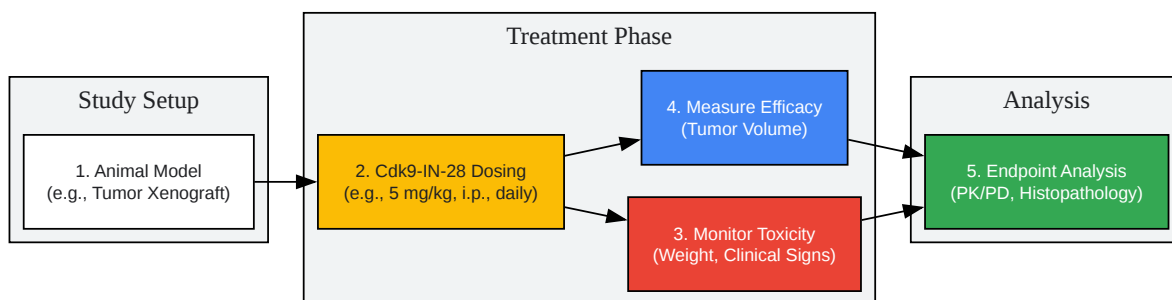 Study Setup
1. Animal Model
(e.g., Tumor Xenograft)
Treatment Phase
2. Cdk9-IN-28 Dosing
(e.g., 5 mg/kg, i.p., daily)
4. Measure Efficacy
(Tumor Volume)
3. Monitor Toxicity
(Weight, Clinical Signs)
Analysis
5. Endpoint Analysis
(PK/PD, Histopathology)